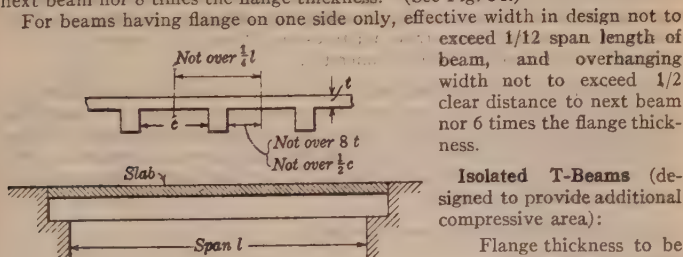 next beam nor 8 times the flange thickness.
For beams having flange on one side only, effective width in design not to
exceed 1/12 span length of
beam, and overhanging
width not to exceed 1/2
clear distance to next beam
nor 6 times the flange thick-
ness.
Isolated T-Beams (de-
signed to provide additional
compressive area):
Flange thickness to be
Not over ¼ l
t
c
Not over 8 t
Not over ½ c
Slab
Span l